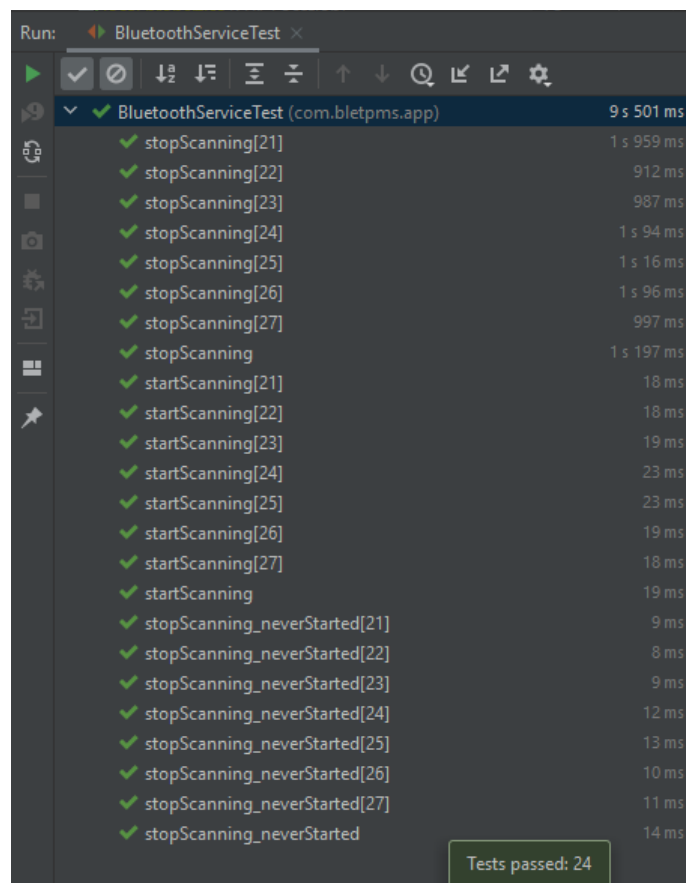 Run: BluetoothServiceTest
BluetoothServiceTest (com.bletpms.app) 9 s 501 ms
stopScanning[21] 1 s 959 ms
stopScanning[22] 912 ms
stopScanning[23] 987 ms
stopScanning[24] 1 s 94 ms
stopScanning[25] 1 s 16 ms
stopScanning[26] 1 s 96 ms
stopScanning[27] 997 ms
stopScanning 1 s 197 ms
startScanning[21] 18 ms
startScanning[22] 18 ms
startScanning[23] 19 ms
startScanning[24] 23 ms
startScanning[25] 23 ms
startScanning[26] 19 ms
startScanning[27] 18 ms
startScanning 19 ms
stopScanning_neverStarted[21] 9 ms
stopScanning_neverStarted[22] 8 ms
stopScanning_neverStarted[23] 9 ms
stopScanning_neverStarted[24] 12 ms
stopScanning_neverStarted[25] 13 ms
stopScanning_neverStarted[26] 10 ms
stopScanning_neverStarted[27] 11 ms
stopScanning_neverStarted 14 ms
Tests passed: 24